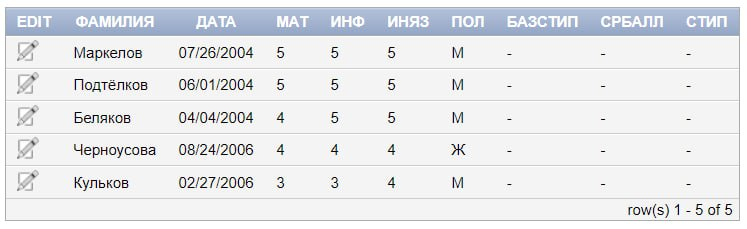 EDIT ФАМИЛИЯ ДАТА МАТ ИНФ ИНЯЗ ПОЛ БАЗСТИП СРБАЛЛ СТИП
Маркелов 07/26/2004 5 5 5 М - - -
Подтёлков 06/01/2004 5 5 5 М - - -
Беляков 04/04/2004 4 5 5 М - - -
Черноусова 08/24/2006 4 4 4 Ж - - -
Кульков 02/27/2006 3 3 4 М - - -
row(s) 1 - 5 of 5